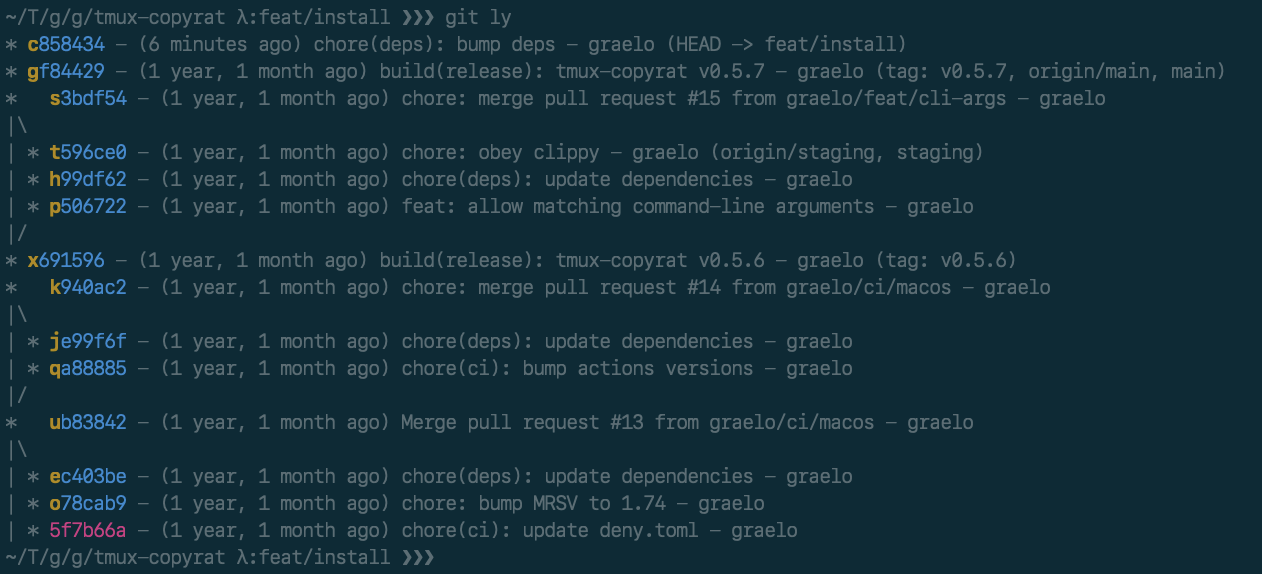 ~/T/g/g/tmux-copyrat λ:feat/install ❯❯❯ git ly
* c858434 - (6 minutes ago) chore(deps): bump deps - graelo (HEAD -> feat/install)
* gf84429 - (1 year, 1 month ago) build(release): tmux-copyrat v0.5.7 - graelo (tag: v0.5.7, origin/main, main)
*   s3bdf54 - (1 year, 1 month ago) chore: merge pull request #15 from graelo/feat/cli-args - graelo
|\
| * t596ce0 - (1 year, 1 month ago) chore: obey clippy - graelo (origin/staging, staging)
| * h99df62 - (1 year, 1 month ago) chore(deps): update dependencies - graelo
| * p506722 - (1 year, 1 month ago) feat: allow matching command-line arguments - graelo
|/
* x691596 - (1 year, 1 month ago) build(release): tmux-copyrat v0.5.6 - graelo (tag: v0.5.6)
*   k940ac2 - (1 year, 1 month ago) chore: merge pull request #14 from graelo/ci/macos - graelo
|\
| * je99f6f - (1 year, 1 month ago) chore(deps): update dependencies - graelo
| * qa88885 - (1 year, 1 month ago) chore(ci): bump actions versions - graelo
|/
*   ub83842 - (1 year, 1 month ago) Merge pull request #13 from graelo/ci/macos - graelo
|\
| * ec403be - (1 year, 1 month ago) chore(deps): update dependencies - graelo
| * o78cab9 - (1 year, 1 month ago) chore: bump MRSV to 1.74 - graelo
| * 5f7b66a - (1 year, 1 month ago) chore(ci): update deny.toml - graelo
~/T/g/g/tmux-copyrat λ:feat/install ❯❯❯